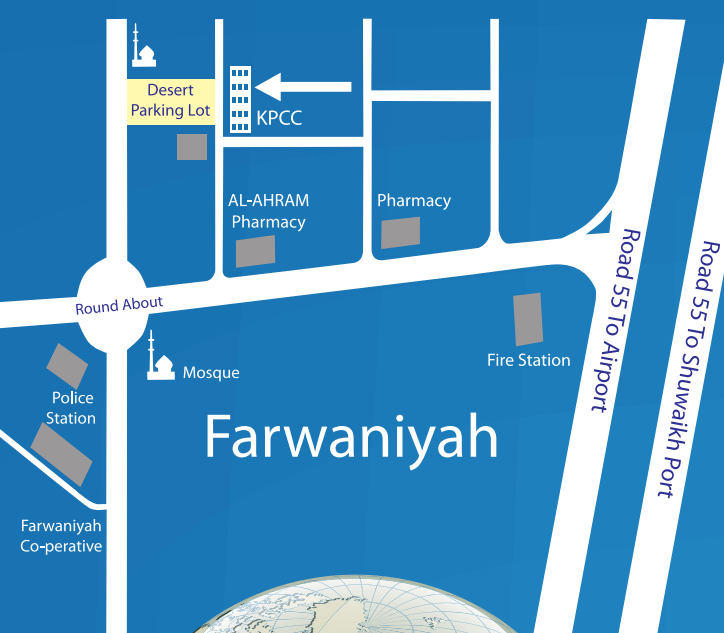 Desert
Parking Lot
KPCC
AL-AHRAM
Pharmacy
Pharmacy
Round About
Road 55 To Airport
Road 55 To Shuwaikh Port
Fire Station
Mosque
Police
Station
Farwaniyah
Farwaniyah
Co-perative